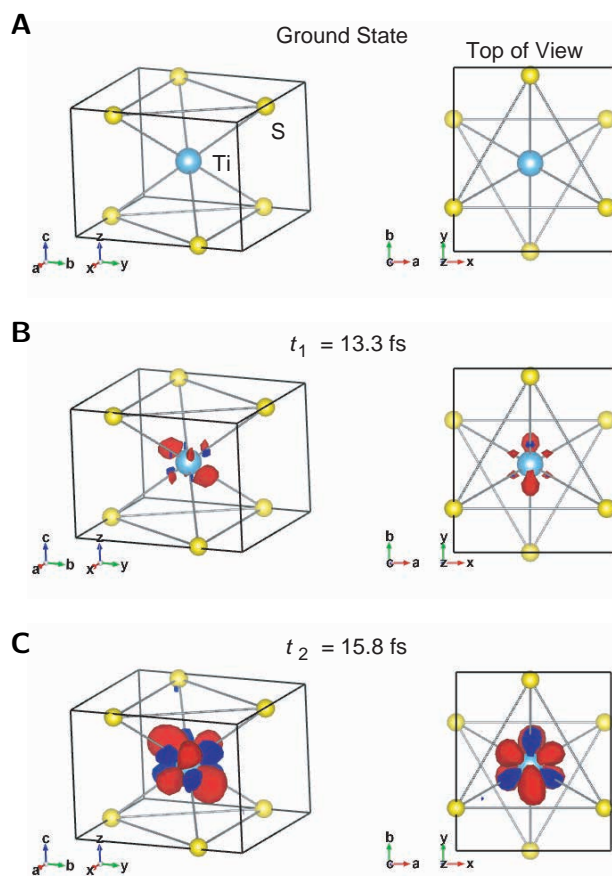 A
Ground State
Top of View
S
Ti
c
a
b
z
x
y
b
c
a
y
z
x
B
t1 = 13.3 fs
c
a
b
z
x
y
b
c
a
y
z
x
C
t2 = 15.8 fs
c
a
b
z
x
y
b
c
a
y
z
x